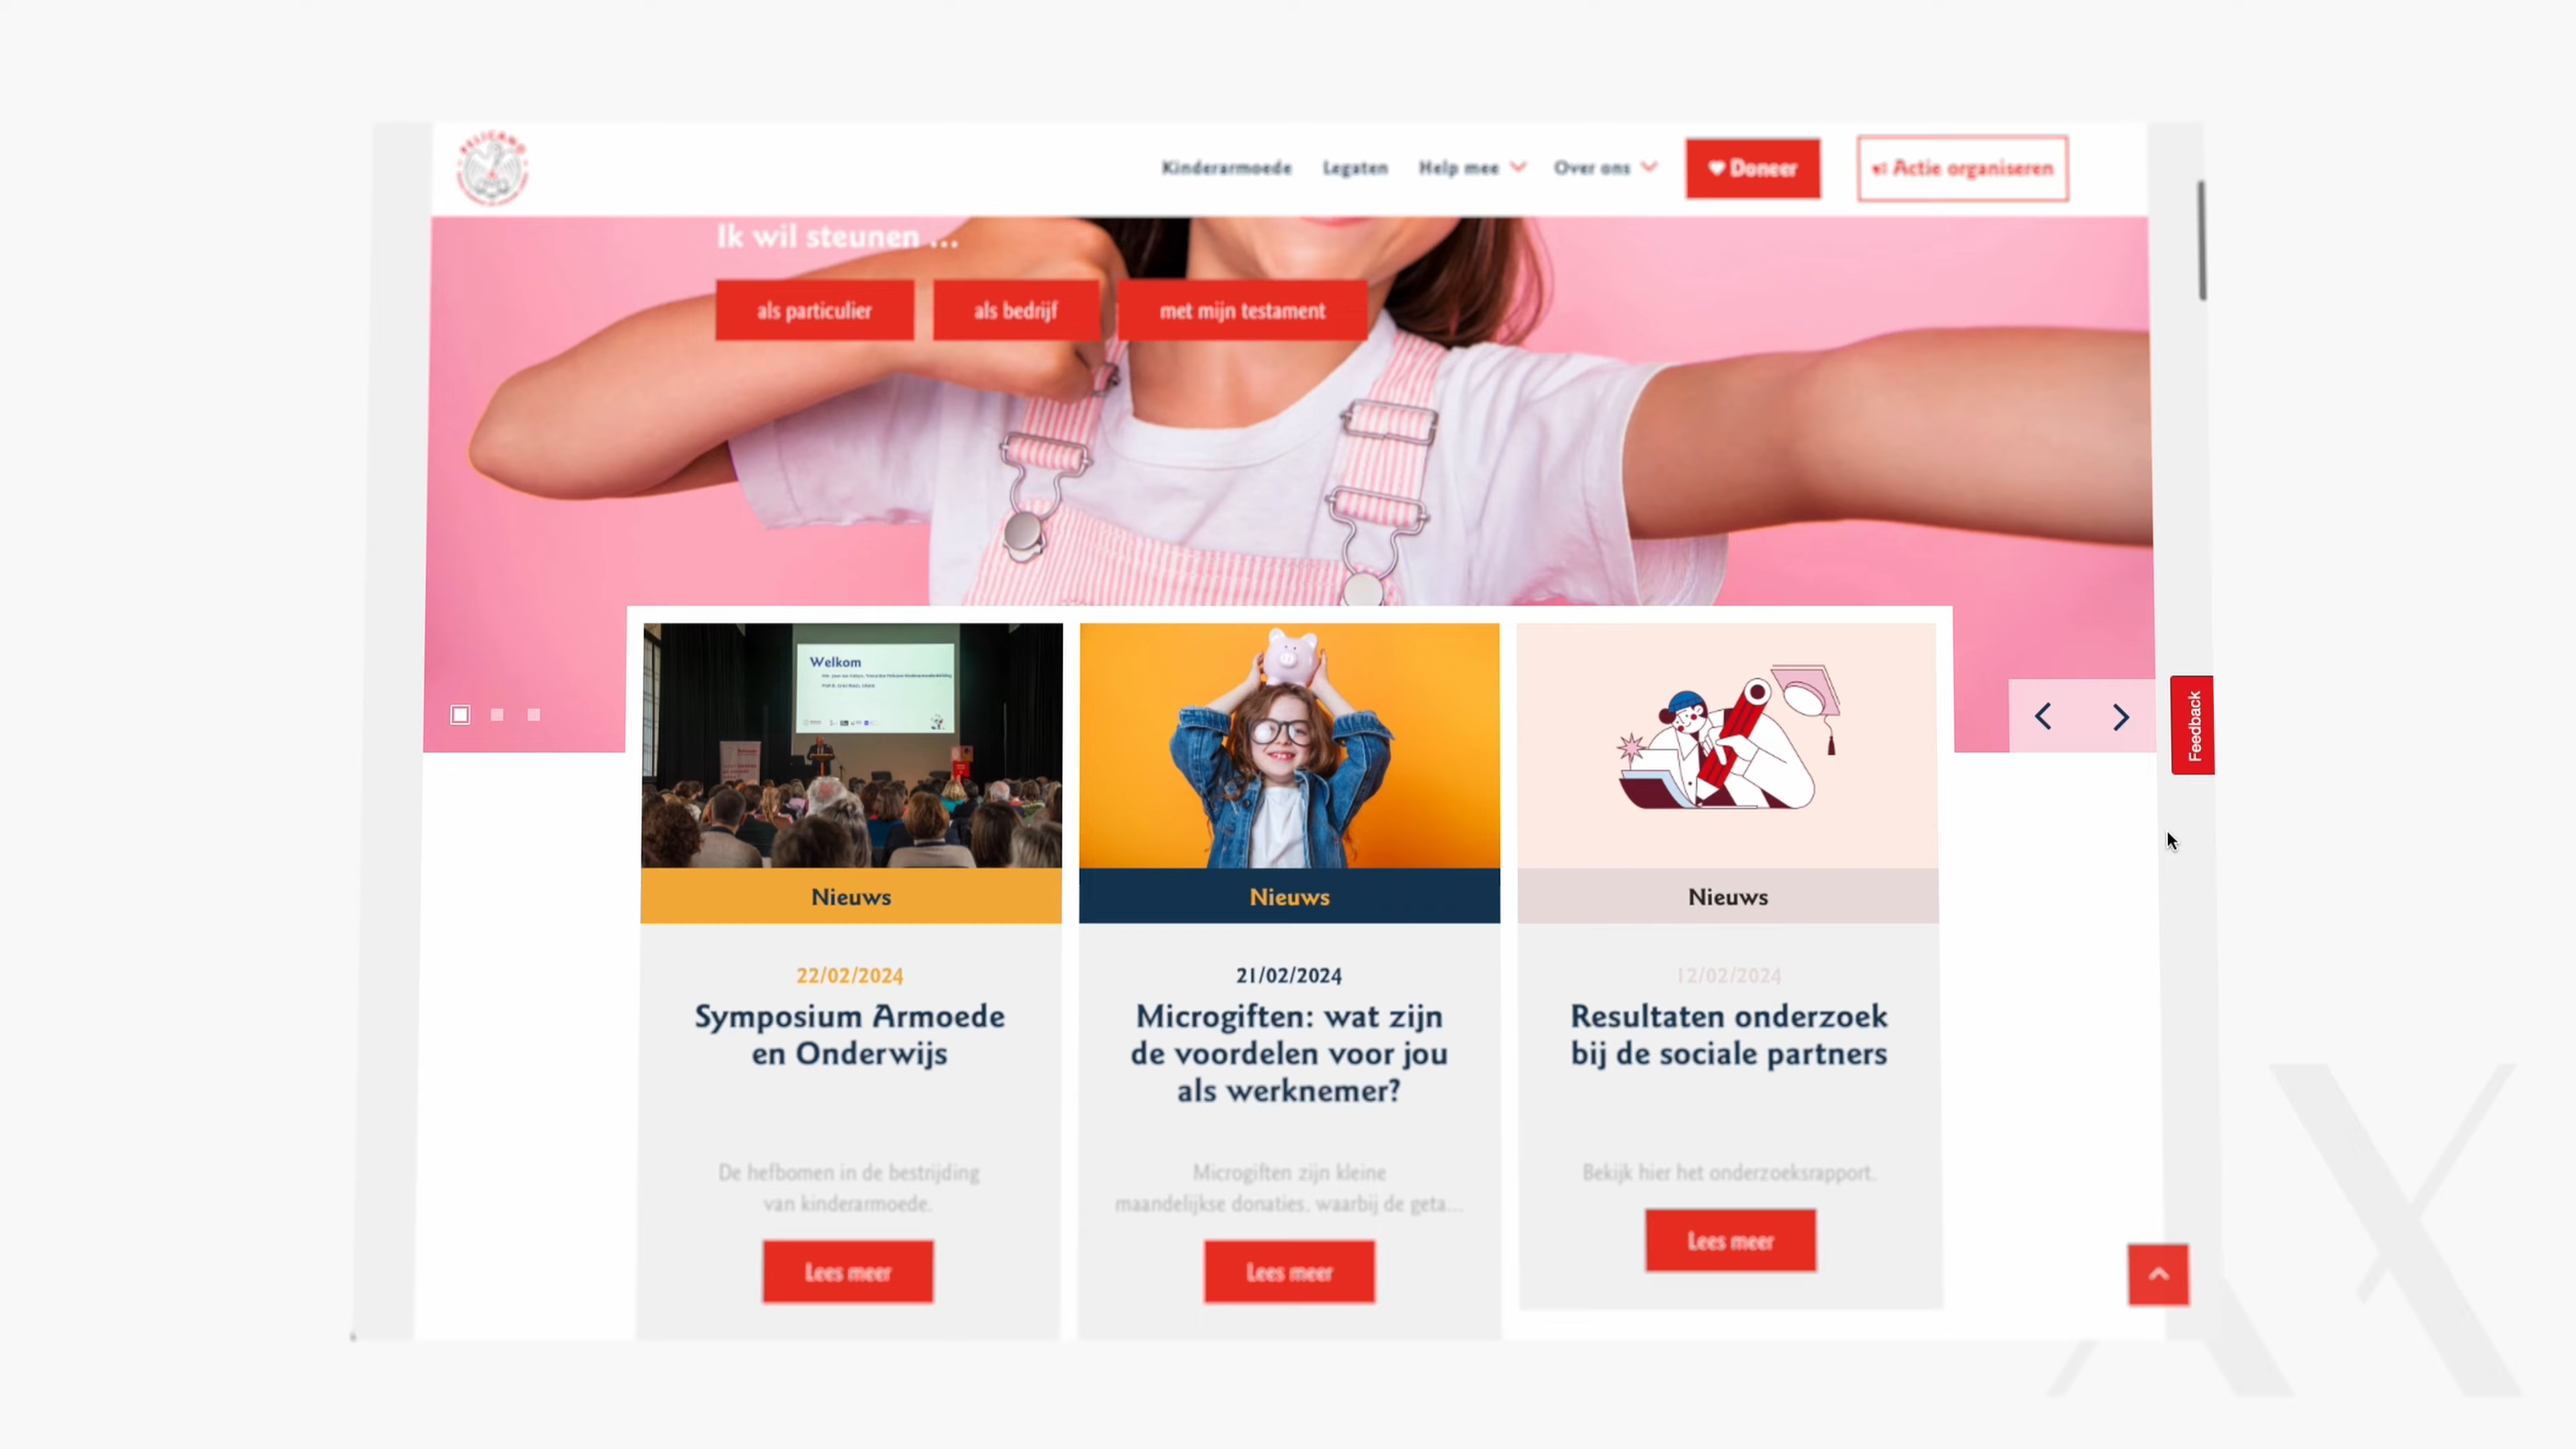 PELICANO
Kinderarmoede Legaten Help mee Over ons Doneer Actie organiseren
Ik wil steunen ...
als particulier als bedrijf met mijn testament
Welkom
Feedback
Nieuws Nieuws Nieuws
22/02/2024 21/02/2024 12/02/2024
Symposium Armoede
en Onderwijs
Microgiften: wat zijn
de voordelen voor jou
als werknemer?
Resultaten onderzoek
bij de sociale partners
De hefbomen in de bestrijding
van kinderarmoede.
Microgiften zijn kleine
maandelijkse donaties, waarbij de geta...
Bekijk hier het onderzoeksrapport.
Lees meer Lees meer Lees meer
AX